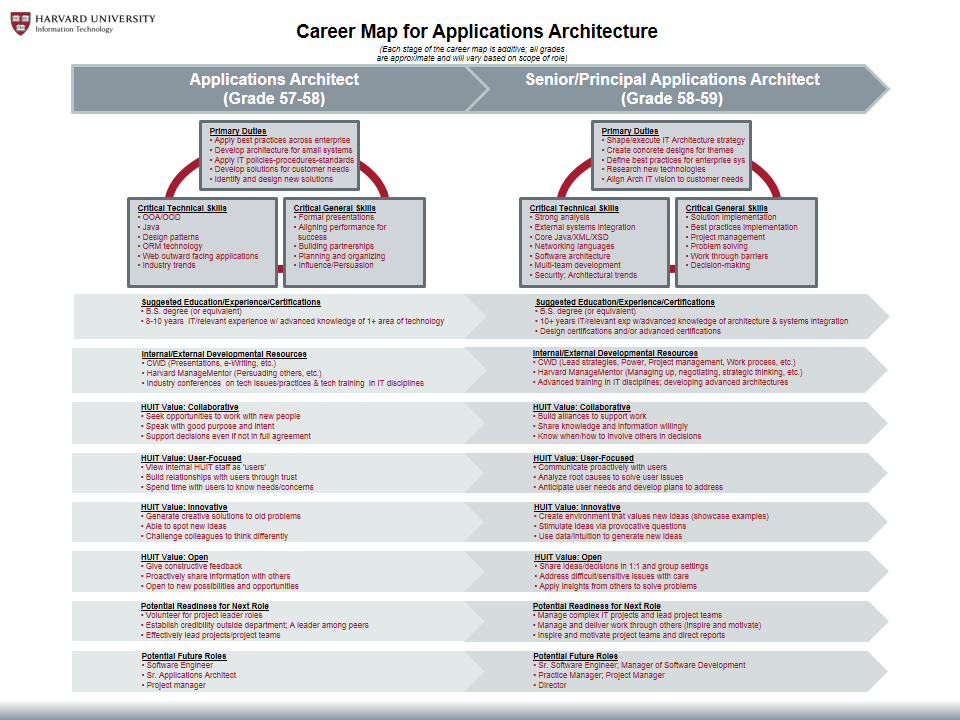 HARVARD UNIVERSITY
Information Technology
Career Map for Applications Architecture
(Each stage of the career map is additive; all grades
are approximate and will vary based on scope of role)
Applications Architect
(Grade 57-58)
Senior/Principal Applications Architect
(Grade 58-59)
Primary Duties
• Apply best practices across enterprise
• Develop architecture for small systems
• Apply IT policies-procedures-standards
• Develop solutions for customer needs
• Identify and design new solutions
Critical Technical Skills
• OOA/OOD
• Java
• Design patterns
• ORM technology
• Web outward facing applications
• Industry trends
Critical General Skills
• Formal presentations
• Aligning performance for
success
• Building partnerships
• Planning and organizing
• Influence/Persuasion
Primary Duties
• Shape/execute IT Architecture strategy
• Create concrete designs for themes
• Define best practices for enterprise sys
• Research new technologies
• Align Arch IT vision to customer needs
Critical Technical Skills
• Strong analysis
• External systems integration
• Core Java/XML/XSD
• Networking languages
• Software architecture
• Multi-team development
• Security; Architectural trends
Critical General Skills
• Solution implementation
• Best practices implementation
• Project management
• Problem solving
• Work through barriers
• Decision-making
Suggested Education/Experience/Certifications
• B.S. degree (or equivalent)
• 8-10 years IT/relevant experience w/ advanced knowledge of 1+ area of technology
Suggested Education/Experience/Certifications
• B.S. degree (or equivalent)
• 10+ years IT/relevant exp w/advanced knowledge of architecture & systems integration
• Design certifications and/or advanced certifications
Internal/External Developmental Resources
• CWD (Presentations, e-Writing, etc.)
• Harvard ManageMentor (Persuading others, etc.)
• Industry conferences on tech issues/practices & tech training in IT disciplines
Internal/External Developmental Resources
• CWD (Lead strategies, Power, Project management, Work process, etc.)
• Harvard ManageMentor (Managing up, negotiating, strategic thinking, etc.)
• Advanced training in IT disciplines; developing advanced architectures
HUIT Value: Collaborative
• Seek opportunities to work with new people
• Speak with good purpose and intent
• Support decisions even if not in full agreement
HUIT Value: Collaborative
• Build alliances to support work
• Share knowledge and information willingly
• Know when/how to involve others in decisions
HUIT Value: User-Focused
• View internal HUIT staff as 'users'
• Build relationships with users through trust
• Spend time with users to know needs/concerns
HUIT Value: User-Focused
• Communicate proactively with users
• Analyze root causes to solve user issues
• Anticipate user needs and develop plans to address
HUIT Value: Innovative
• Generate creative solutions to old problems
• Able to spot new ideas
• Challenge colleagues to think differently
HUIT Value: Innovative
• Create environment that values new ideas (showcase examples)
• Stimulate ideas via provocative questions
• Use data/intuition to generate new ideas
HUIT Value: Open
• Give constructive feedback
• Proactively share information with others
• Open to new possibilities and opportunities
HUIT Value: Open
• Share ideas/decisions in 1:1 and group settings
• Address difficult/sensitive issues with care
• Apply insights from others to solve problems
Potential Readiness for Next Role
• Volunteer for project leader roles
• Establish credibility outside department; A leader among peers
• Effectively lead projects/project teams
Potential Readiness for Next Role
• Manage complex IT projects and lead project teams
• Manage and deliver work through others (inspire and motivate)
• Inspire and motivate project teams and direct reports
Potential Future Roles
• Software Engineer
• Sr. Applications Architect
• Project manager
Potential Future Roles
• Sr. Software Engineer; Manager of Software Development
• Practice Manager; Project Manager
• Director